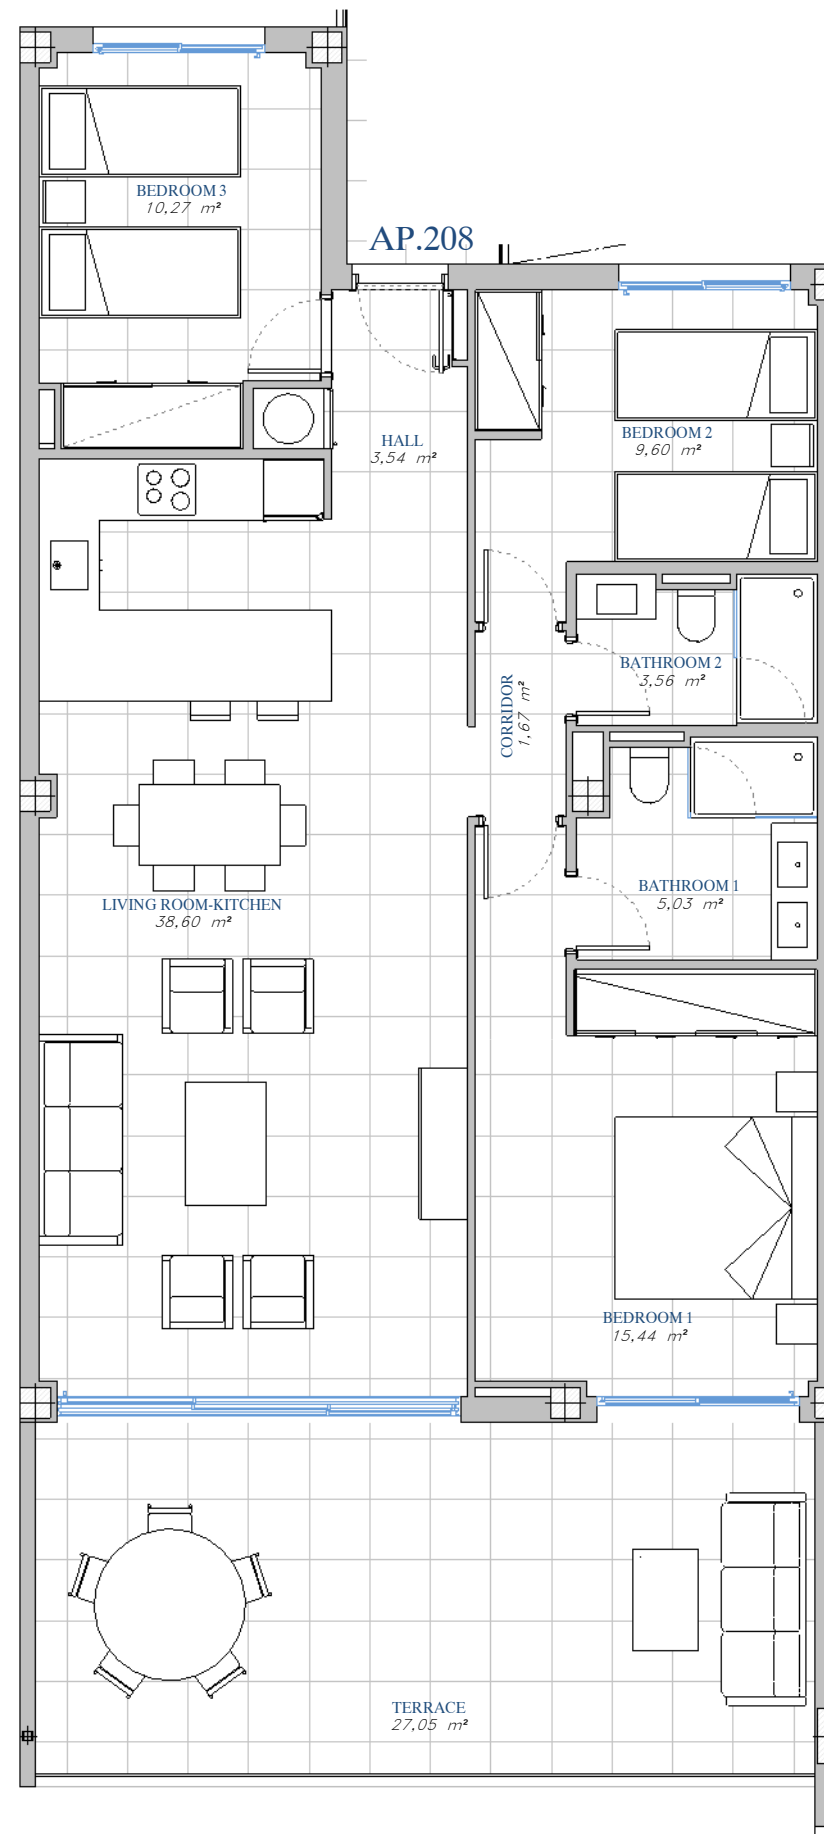 BEDROOM 3
10,27 m²
AP.208
HALL
3,54 m²
BEDROOM 2
9,60 m²
BATHROOM 2
3,56 m²
CORRIDOR
1,67 m²
BATHROOM 1
5,03 m²
LIVING ROOM-KITCHEN
38,60 m²
BEDROOM 1
15,44 m²
TERRACE
27,05 m²